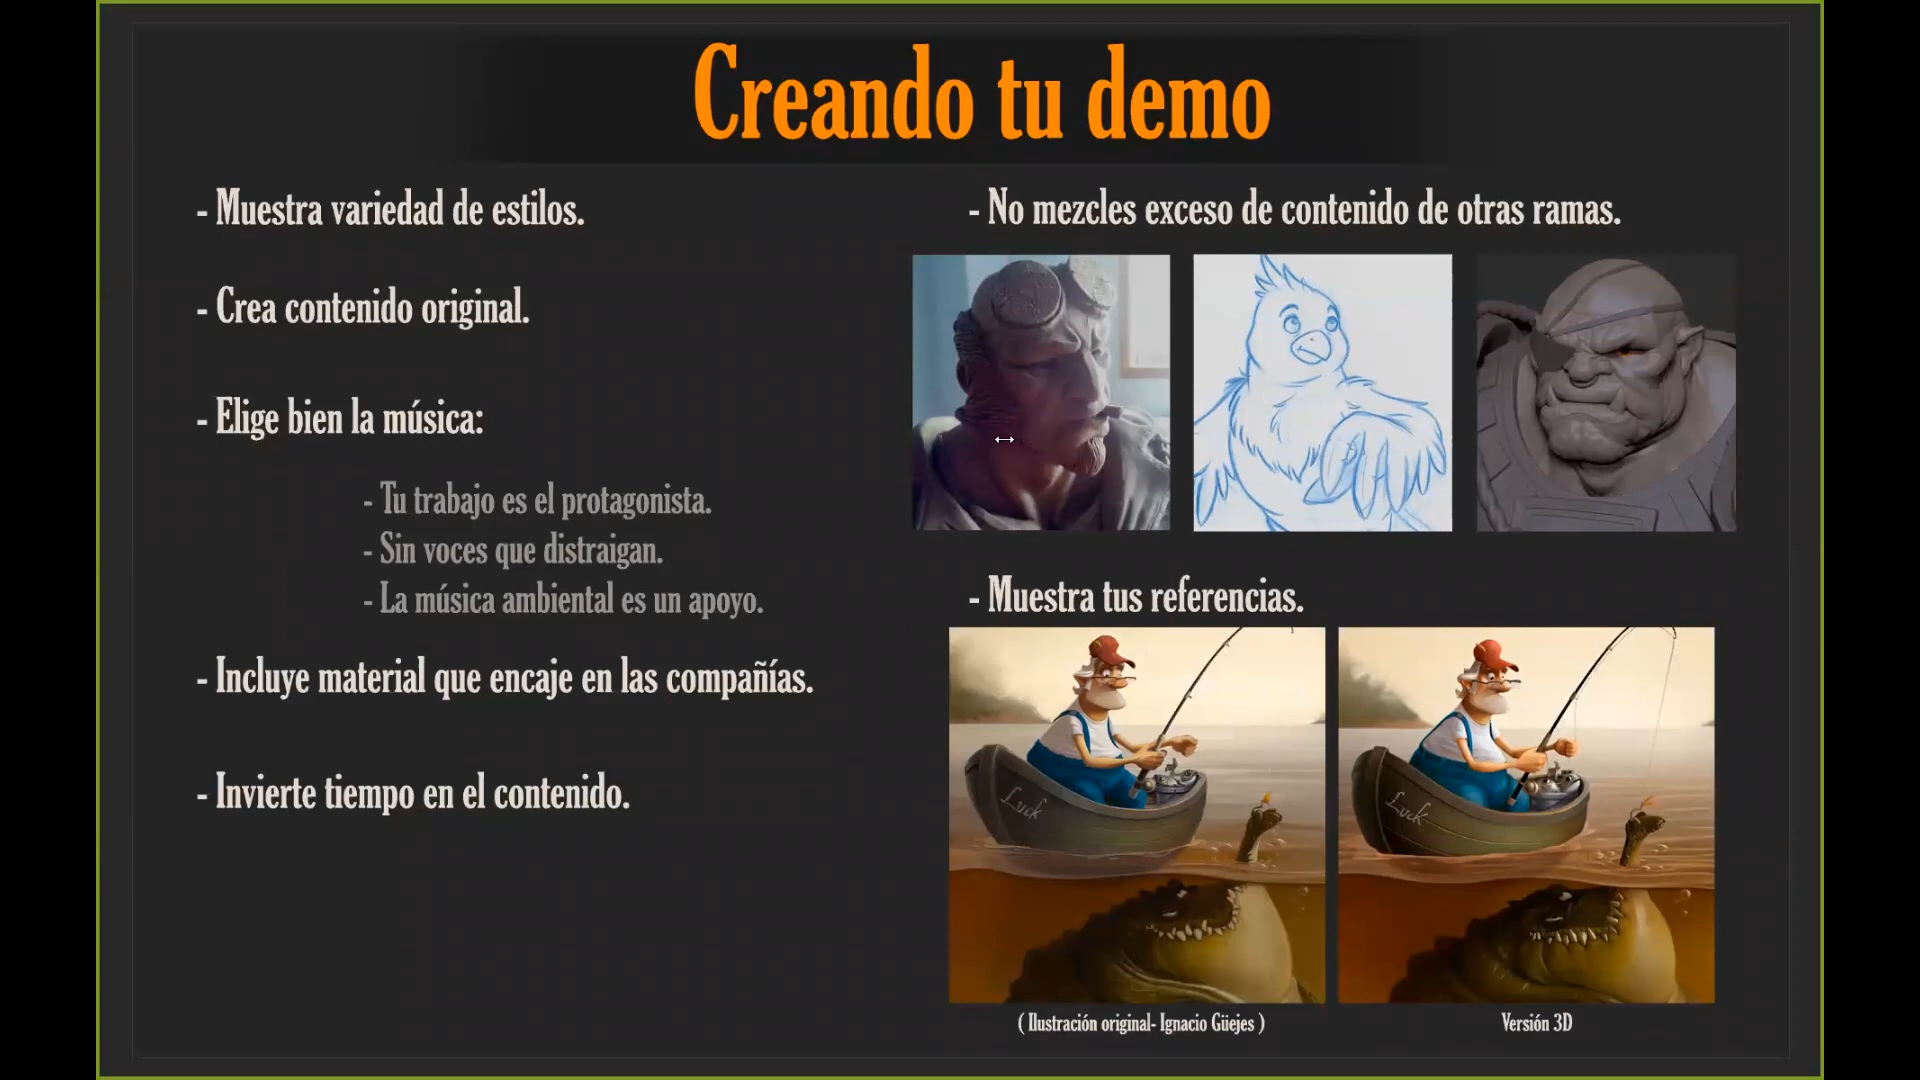 Creando tu demo
- Muestra variedad de estilos.
- Crea contenido original.
- Elige bien la música:
- Tu trabajo es el protagonista.
- Sin voces que distraigan.
- La música ambiental es un apoyo.
- Incluye material que encaje en las compañías.
- Invierte tiempo en el contenido.
- No mezcles exceso de contenido de otras ramas.
- Muestra tus referencias.
Luck
Luck
( Ilustración original- Ignacio Güejes )
Versión 3D